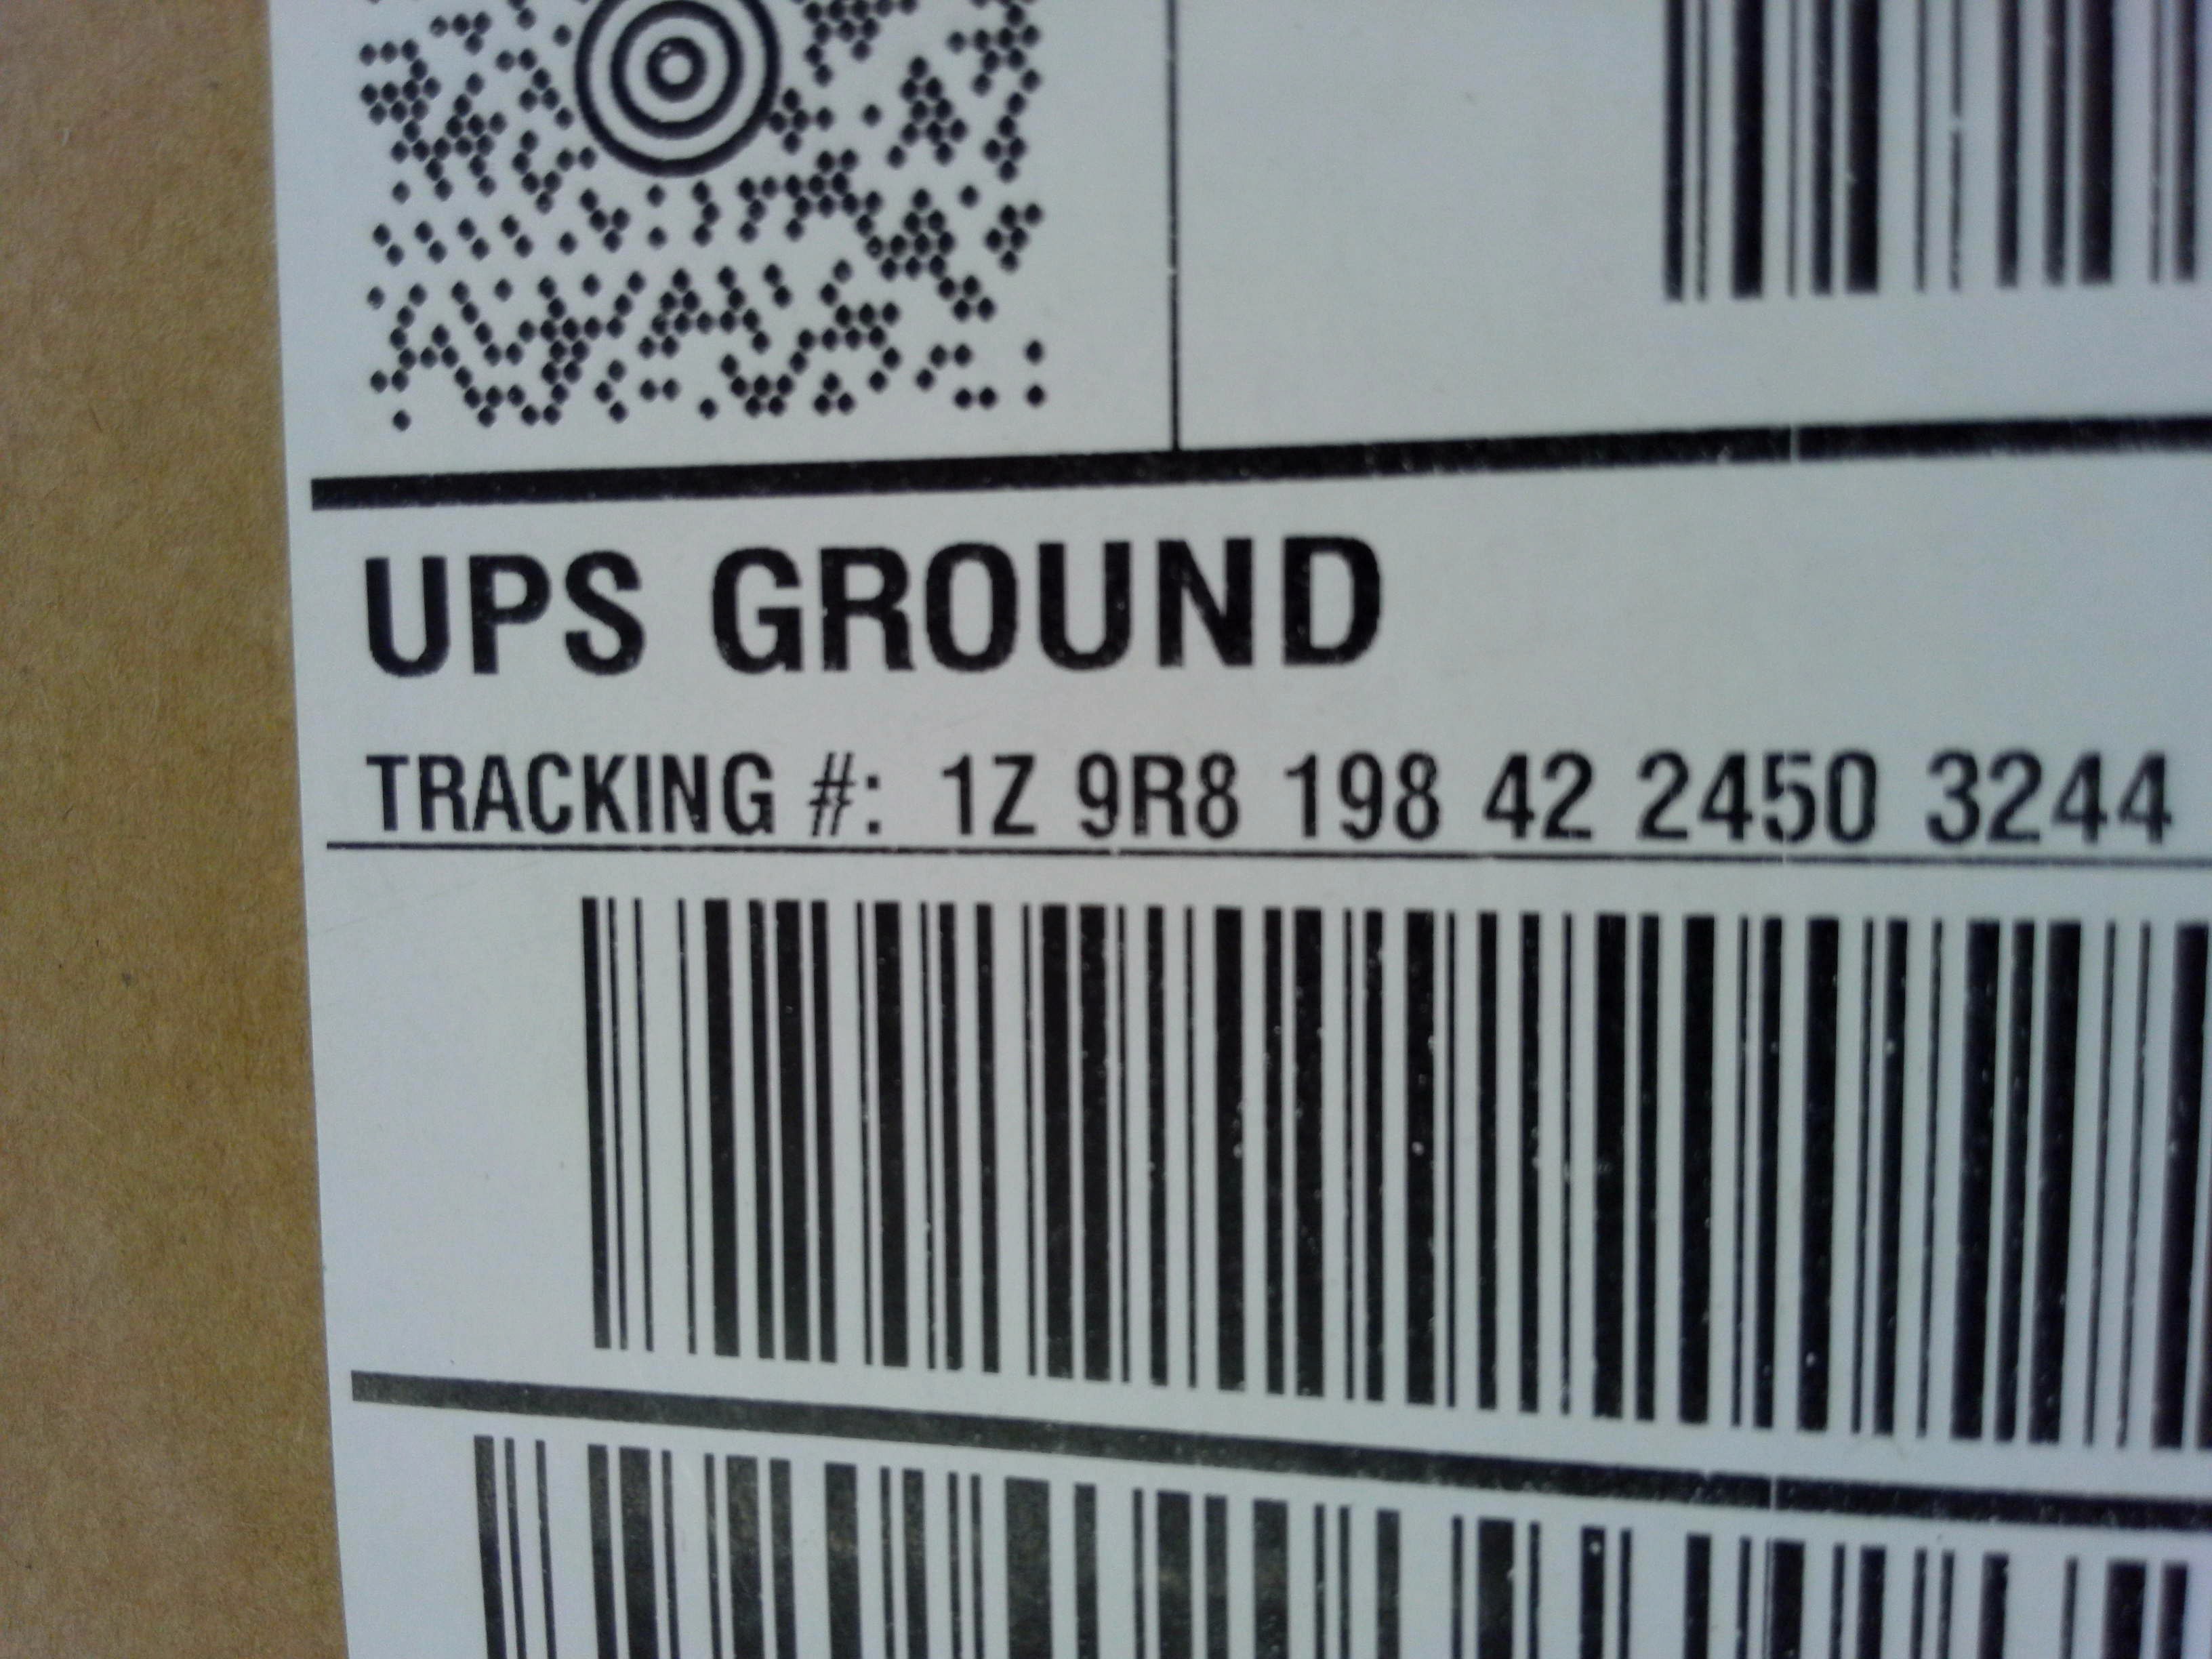 UPS GROUND
TRACKING #: 1Z 9R8 198 42 2450 3244